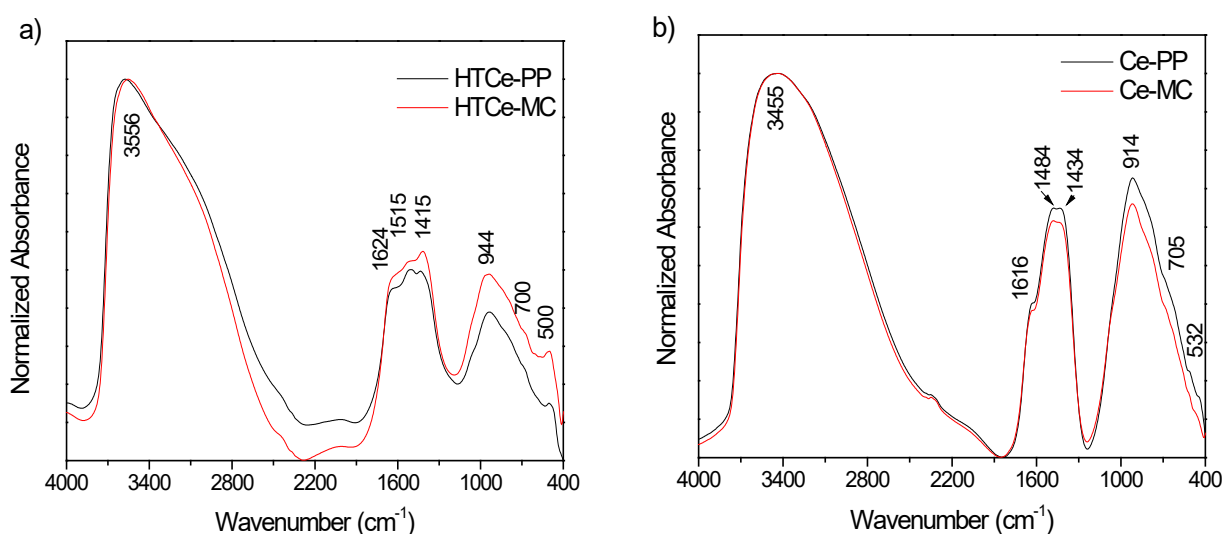 a)
HTCe-PP
HTCe-MC
3556
1624
1515
1415
944
700
500
Normalized Absorbance
4000 3400 2800 2200 1600 1000 400
Wavenumber (cm⁻¹)
b)
Ce-PP
Ce-MC
3455
1616
1484
1434
914
705
532
Normalized Absorbance
4000 3400 2800 2200 1600 1000 400
Wavenumber (cm⁻¹)